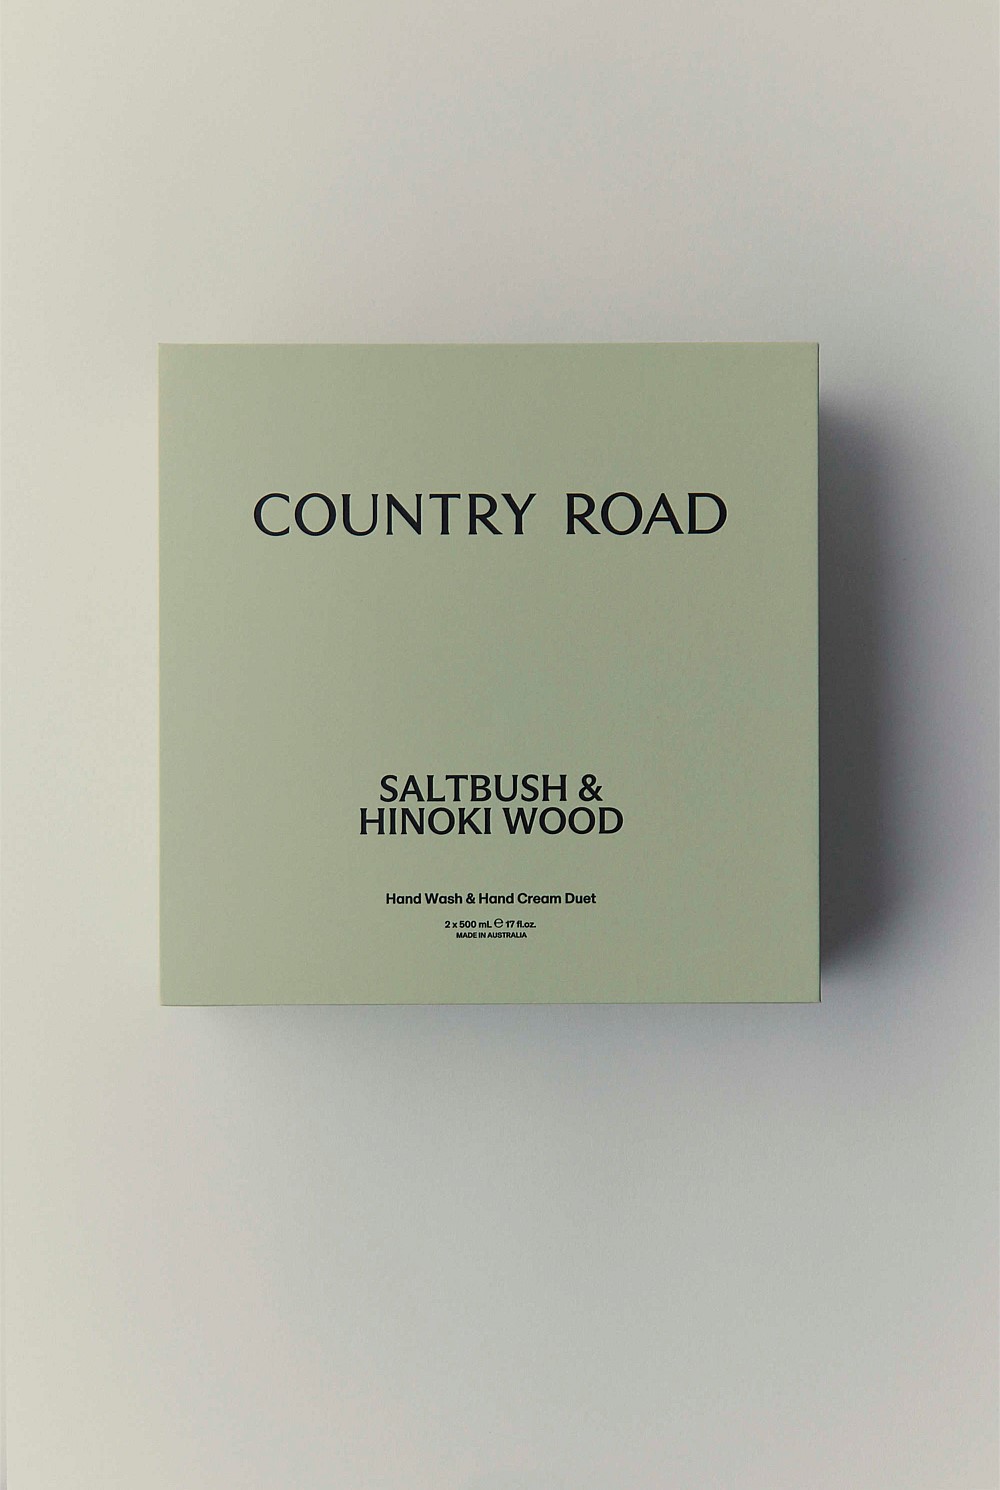 COUNTRY ROAD
SALTBUSH &
HINOKI WOOD
Hand Wash & Hand Cream Duet
2 x 500 mL ℮ 17 fl.oz.
MADE IN AUSTRALIA